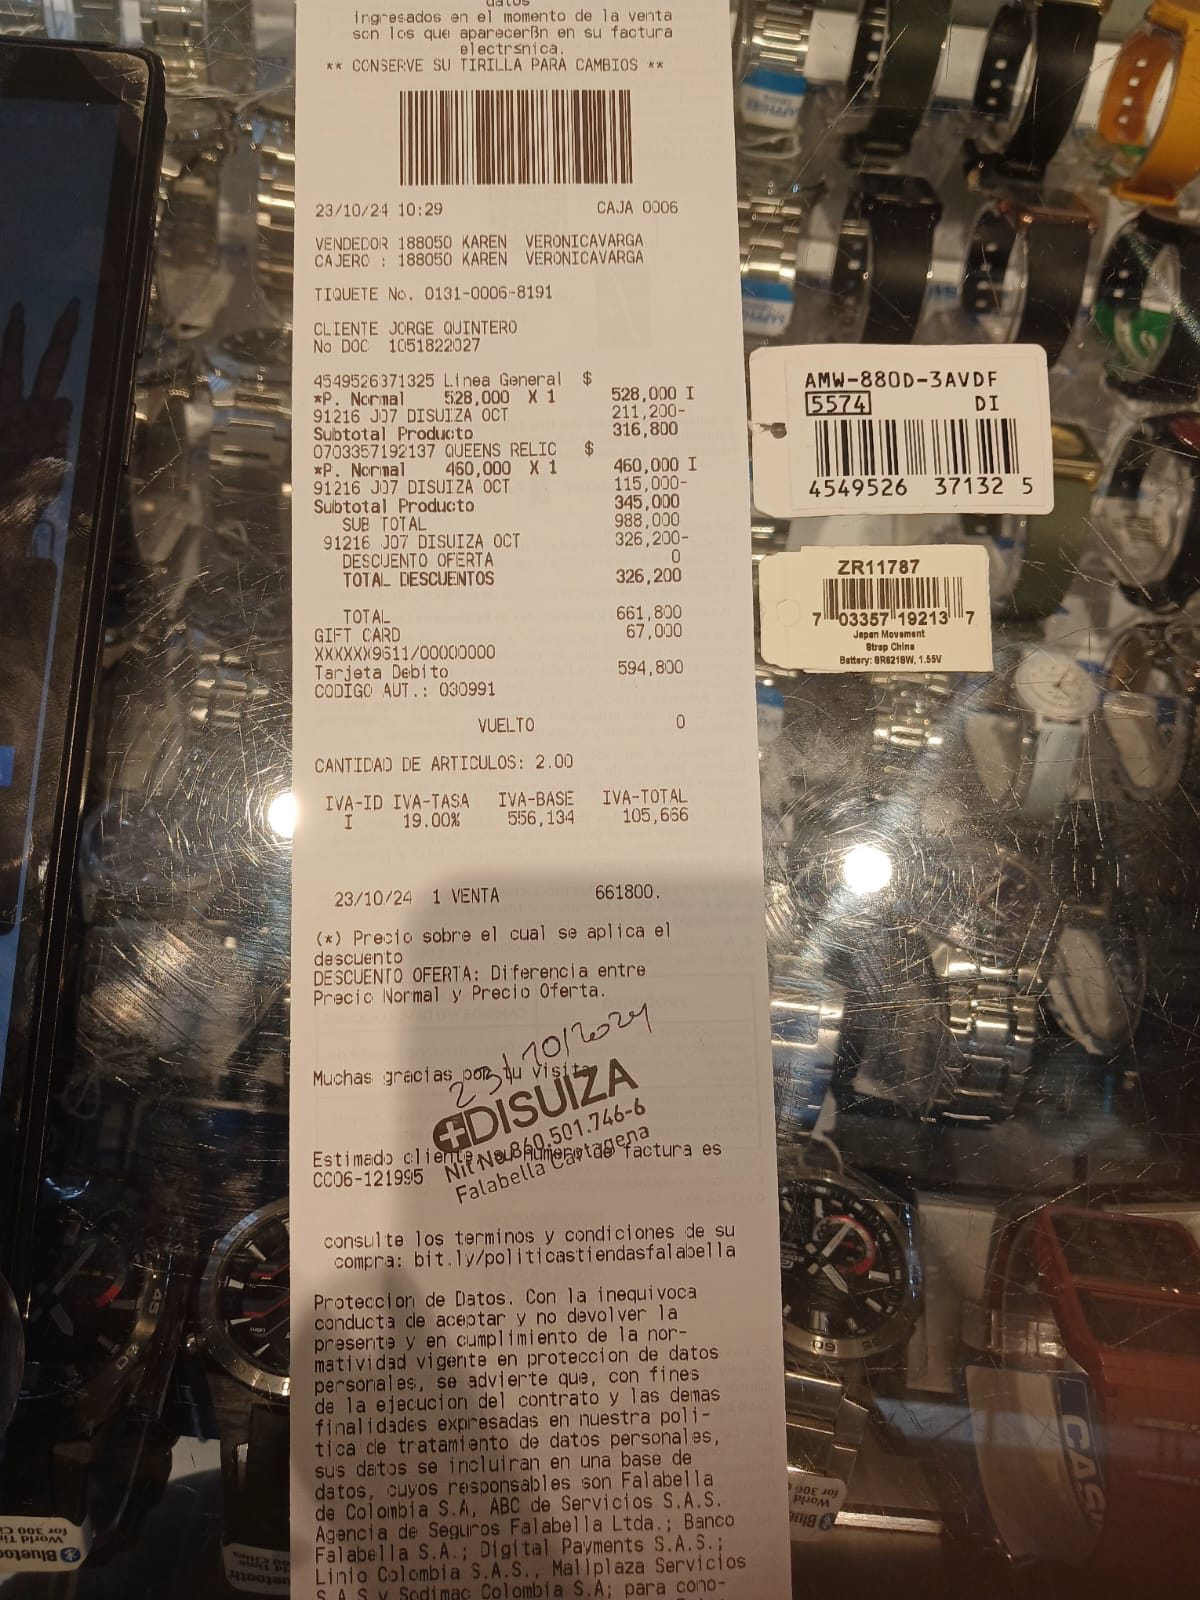 datos
ingresados en el momento de la venta
son los que aparecerßn en su factura
electrsnica.
** CONSERVE SU TIRILLA PARA CAMBIOS **
23/10/24 10:29 CAJA 0006
VENDEDOR 188050 KAREN VERONICAVARGA
CAJERO : 188050 KAREN VERONICAVARGA
TIQUETE No. 0131-0006-8191
CLIENTE JORGE QUINTERO
No DOC 1051822027
4549526371325 Linea General $
*P. Normal 528,000 X 1 528,000 I
91216 J07 DISUIZA OCT 211,200-
Subtotal Producto 316,800
0703357192137 QUEENS RELIC $
*P. Normal 460,000 X 1 460,000 I
91216 J07 DISUIZA OCT 115,000-
Subtotal Producto 345,000
SUB TOTAL 988,000
91216 J07 DISUIZA OCT 326,200-
DESCUENTO OFERTA 0
TOTAL DESCUENTOS 326,200
TOTAL 661,800
GIFT CARD 67,000
XXXXXX9611/00000000
Tarjeta Debito 594,800
CODIGO AUT.: 030991
VUELTO 0
CANTIDAD DE ARTICULOS: 2.00
IVA-ID IVA-TASA IVA-BASE IVA-TOTAL
I 19.00% 556,134 105,666
23/10/24 1 VENTA 661800.
(*) Precio sobre el cual se aplica el
descuento
DESCUENTO OFERTA: Diferencia entre
Precio Normal y Precio Oferta.
23/10/2024
Muchas gracias por tu Visita
DISUIZA
Nit No. 860.501.746-6
Falabella Cartagena
Estimado cliente, su numero de factura es
CC06-121995
consulte los terminos y condiciones de su
compra: bit.ly/politicastiendasfalabella
Proteccion de Datos. Con la inequivoca
conducta de aceptar y no devolver la
presente y en cumplimiento de la nor-
matividad vigente en proteccion de datos
personales, se advierte que, con fines
de la ejecucion del contrato y las demas
finalidades expresadas en nuestra poli-
tica de tratamiento de datos personales,
sus datos se incluiran en una base de
datos, cuyos responsables son Falabella
de Colombia S.A, ABC de Servicios S.A.S.
Agencia de Seguros Falabella Ltda.; Banco
Falabella S.A.; Digital Payments S.A.S.;
Linio Colombia S.A.S., Mallplaza Servicios
S.A.S y Sodimac Colombia S.A; para cono-
AMW-880D-3AVDF
5574 DI
4549526 37132 5
ZR11787
7 03357 19213 7
Japan Movement
Strap China
Battery: SR621SW, 1.55V
Bluetooth
World Time
for 300 Ci
CAS